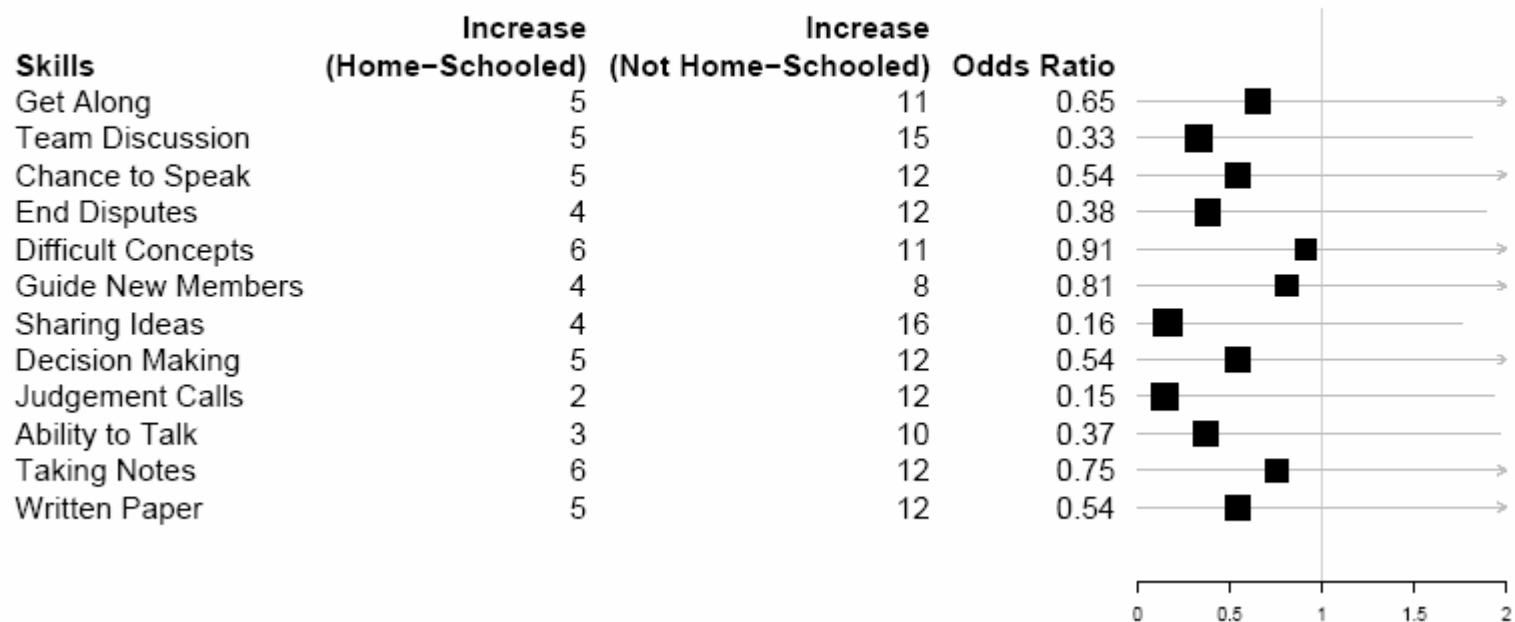 Increase Increase
Skills (Home−Schooled) (Not Home−Schooled) Odds Ratio
Get Along 5 11 0.65
Team Discussion 5 15 0.33
Chance to Speak 5 12 0.54
End Disputes 4 12 0.38
Difficult Concepts 6 11 0.91
Guide New Members 4 8 0.81
Sharing Ideas 4 16 0.16
Decision Making 5 12 0.54
Judgement Calls 2 12 0.15
Ability to Talk 3 10 0.37
Taking Notes 6 12 0.75
Written Paper 5 12 0.54
0 0.5 1 1.5 2